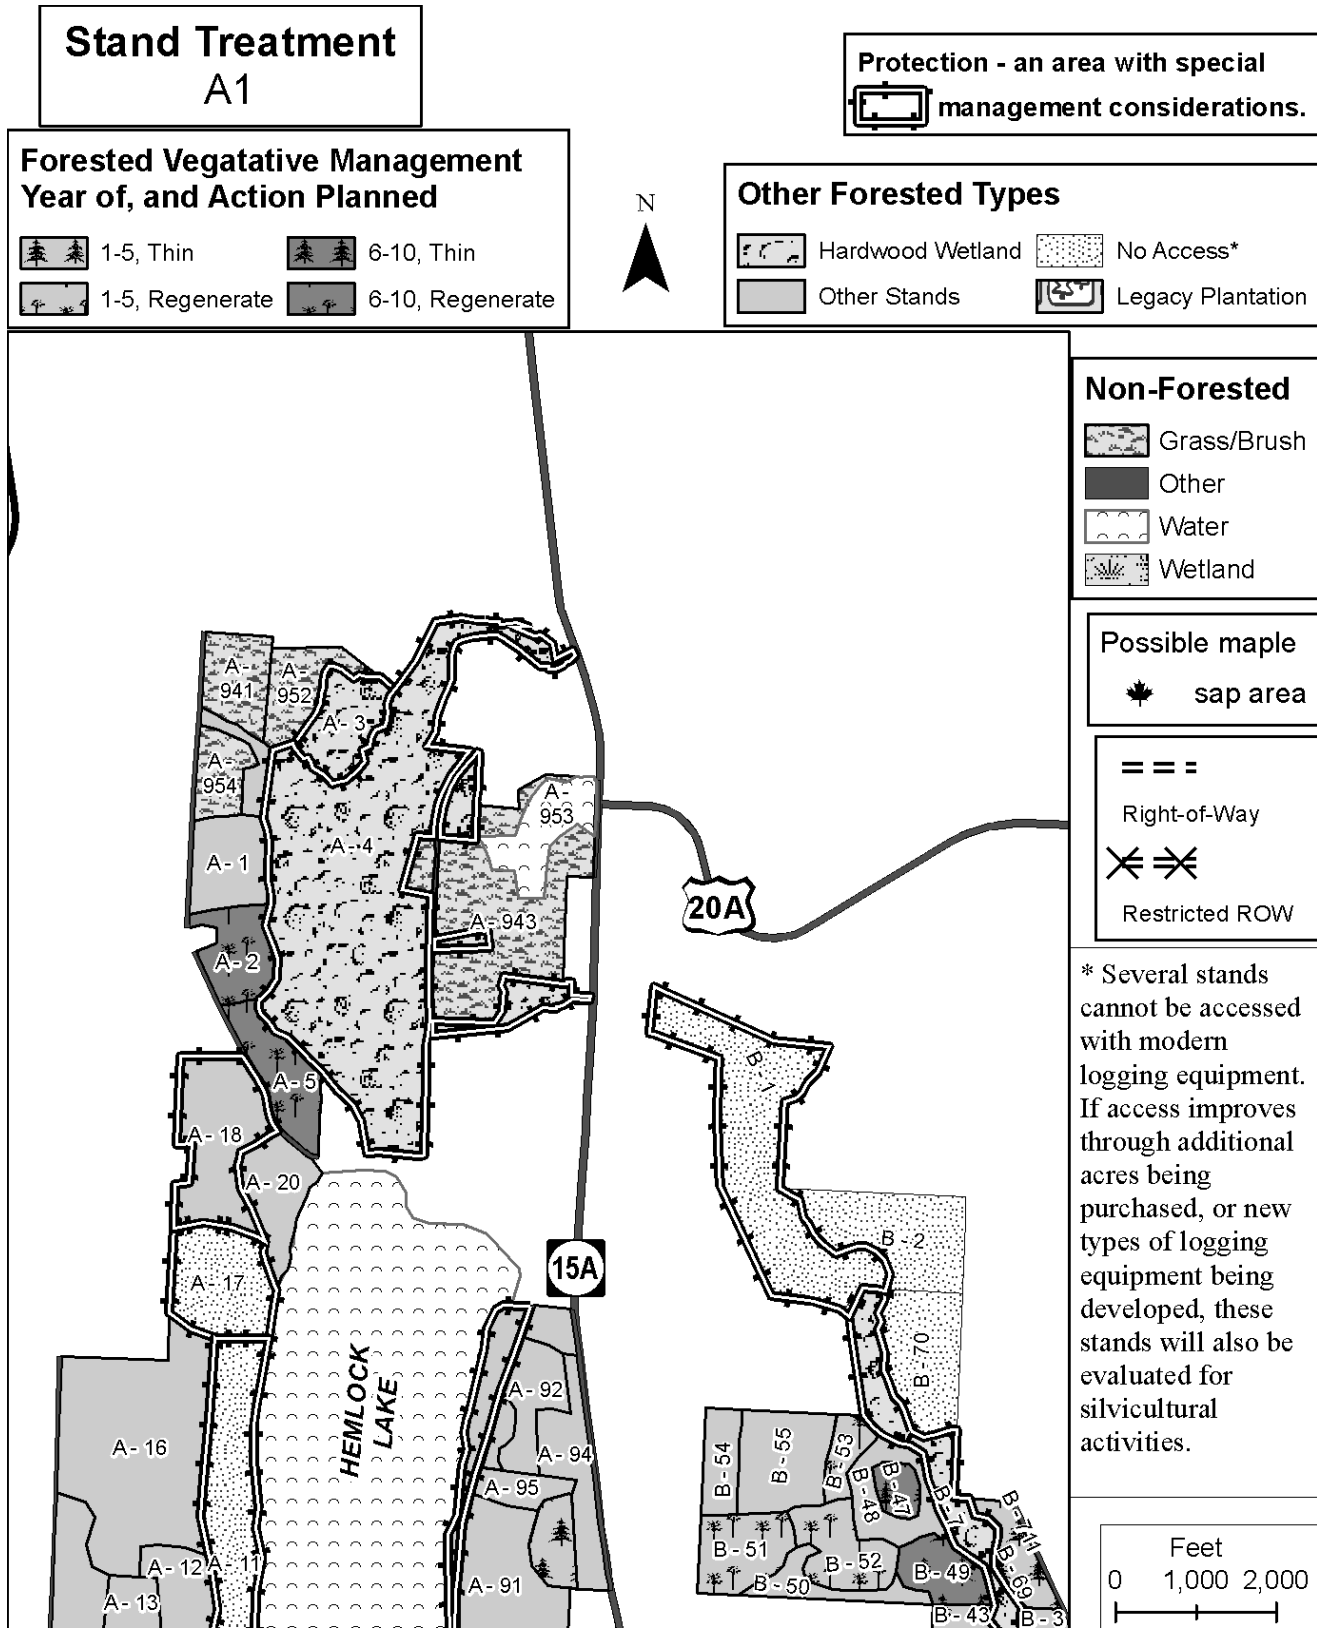 Stand Treatment
A1
Protection - an area with special
management considerations.
Forested Vegatative Management
Year of, and Action Planned
1-5, Thin
6-10, Thin
1-5, Regenerate
6-10, Regenerate
N
Other Forested Types
Hardwood Wetland
No Access*
Other Stands
Legacy Plantation
Non-Forested
Grass/Brush
Other
Water
Wetland
Possible maple
sap area
Right-of-Way
Restricted ROW
* Several stands
cannot be accessed
with modern
logging equipment.
If access improves
through additional
acres being
purchased, or new
types of logging
equipment being
developed, these
stands will also be
evaluated for
silvicultural
activities.
Feet
0 1,000 2,000
A-
941
A-
952
A - 3
A-
954
A-
953
A - 1
A - 4
20A
A - 943
A - 2
B - 1
A - 5
A - 18
A - 20
B - 2
15A
A - 17
HEMLOCK
LAKE
B - 70
A - 92
A - 16
A - 94
B - 54
B - 55
B - 53
A - 95
B - 48
B - 47
B - 7
B - 71
B - 51
B - 52
A - 12
A - 11
B - 49
B - 69
A - 91
B - 50
A - 13
B - 43
B - 3